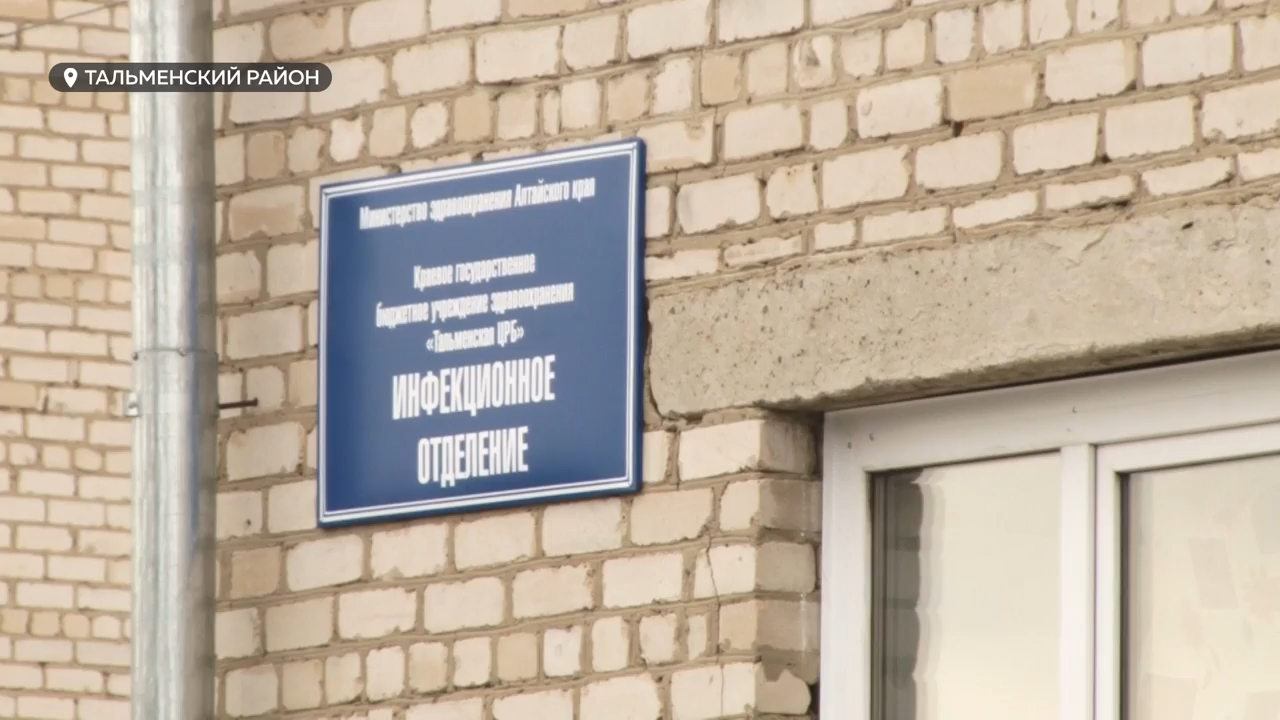 ТАЛЬМЕНСКИЙ РАЙОН
Министерство здравоохранения Алтайского края
Краевое государственное
бюджетное учреждение здравоохранения
«Тальменская ЦРБ»
ИНФЕКЦИОННОЕ
ОТДЕЛЕНИЕ